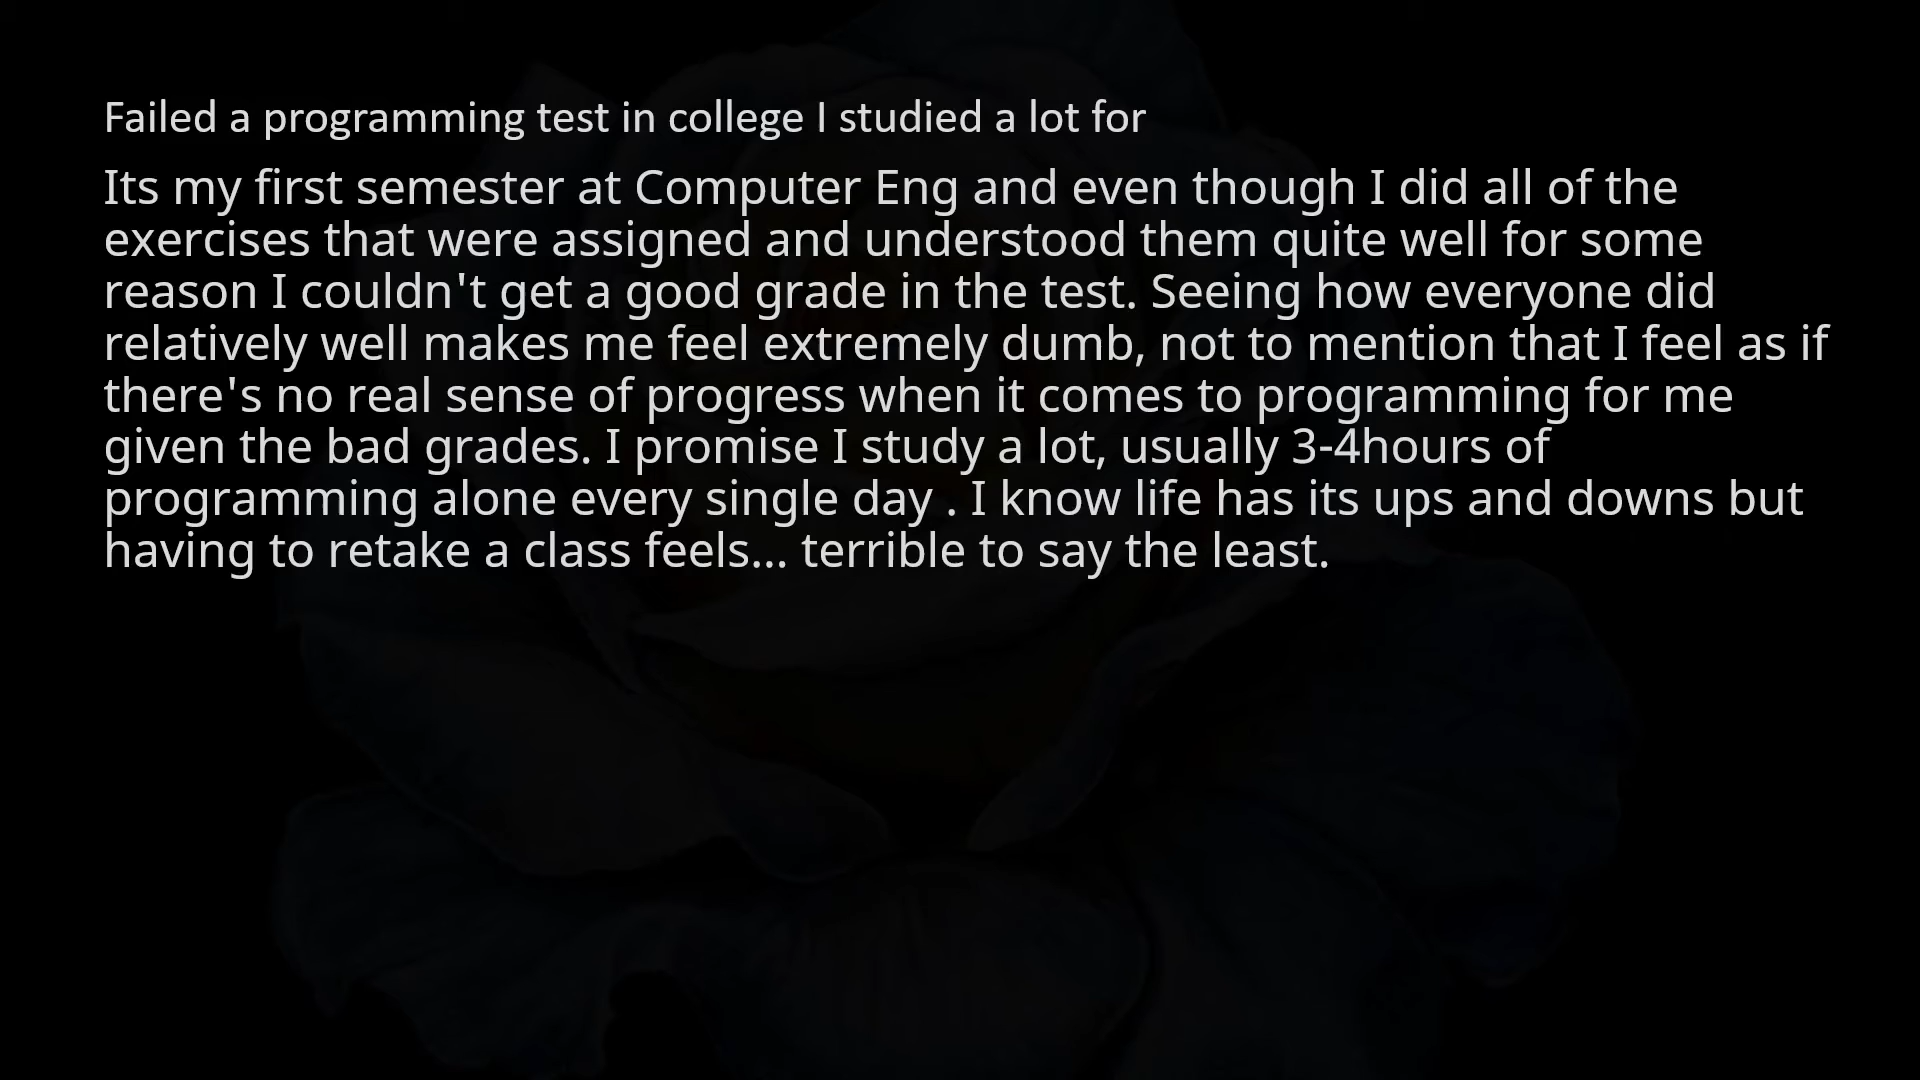 Failed a programming test in college I studied a lot for
Its my first semester at Computer Eng and even though I did all of the
exercises that were assigned and understood them quite well for some
reason I couldn't get a good grade in the test. Seeing how everyone did
relatively well makes me feel extremely dumb, not to mention that I feel as if
there's no real sense of progress when it comes to programming for me
given the bad grades. I promise I study a lot, usually 3-4hours of
programming alone every single day . I know life has its ups and downs but
having to retake a class feels... terrible to say the least.